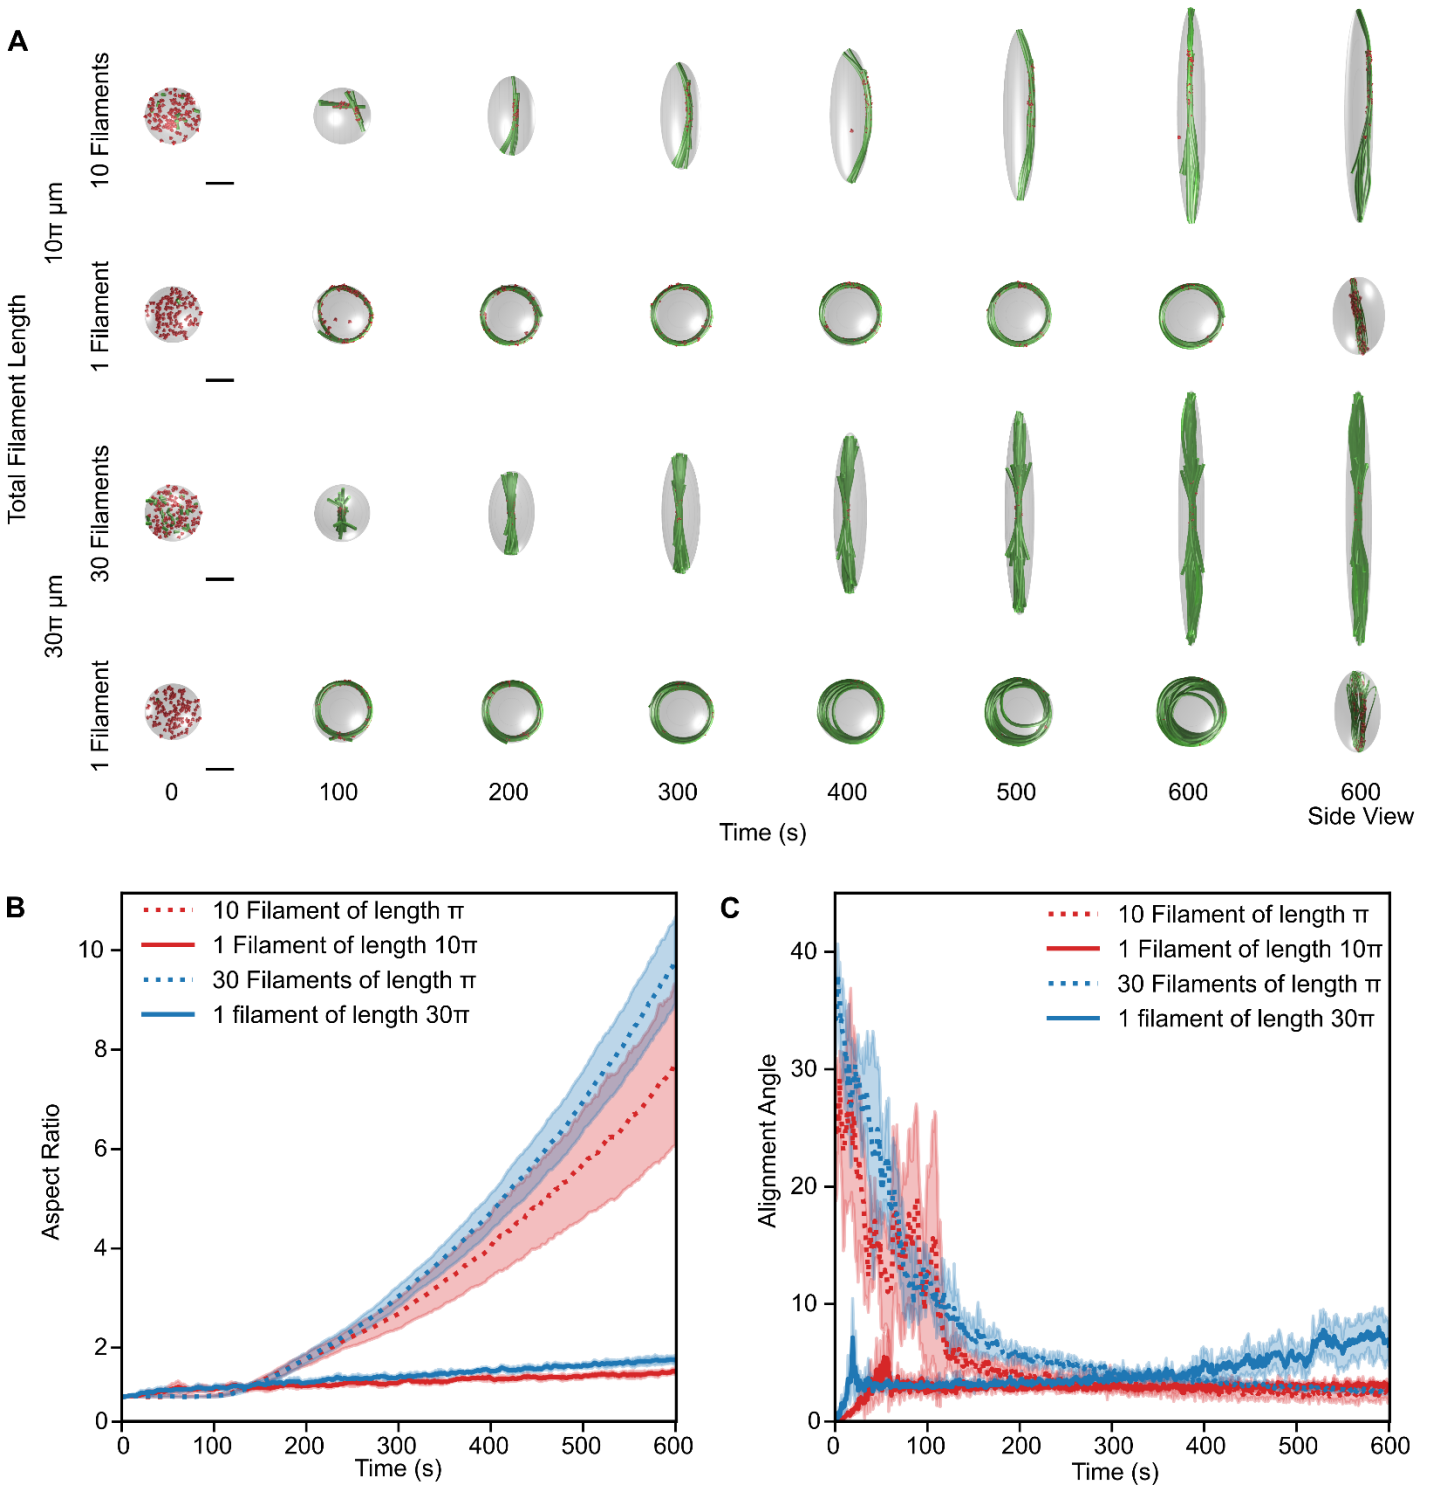 A
Total Filament Length
10π µm
10 Filaments
1 Filament
30π µm
30 Filaments
1 Filament
0 100 200 300 400 500 600 600
Side View
Time (s)
B
10 Filament of length π
1 Filament of length 10π
30 Filaments of length π
1 filament of length 30π
Aspect Ratio
10
8
6
4
2
0
0 100 200 300 400 500 600
Time (s)
C
10 Filament of length π
1 Filament of length 10π
30 Filaments of length π
1 filament of length 30π
Alignment Angle
40
30
20
10
0
0 100 200 300 400 500 600
Time (s)